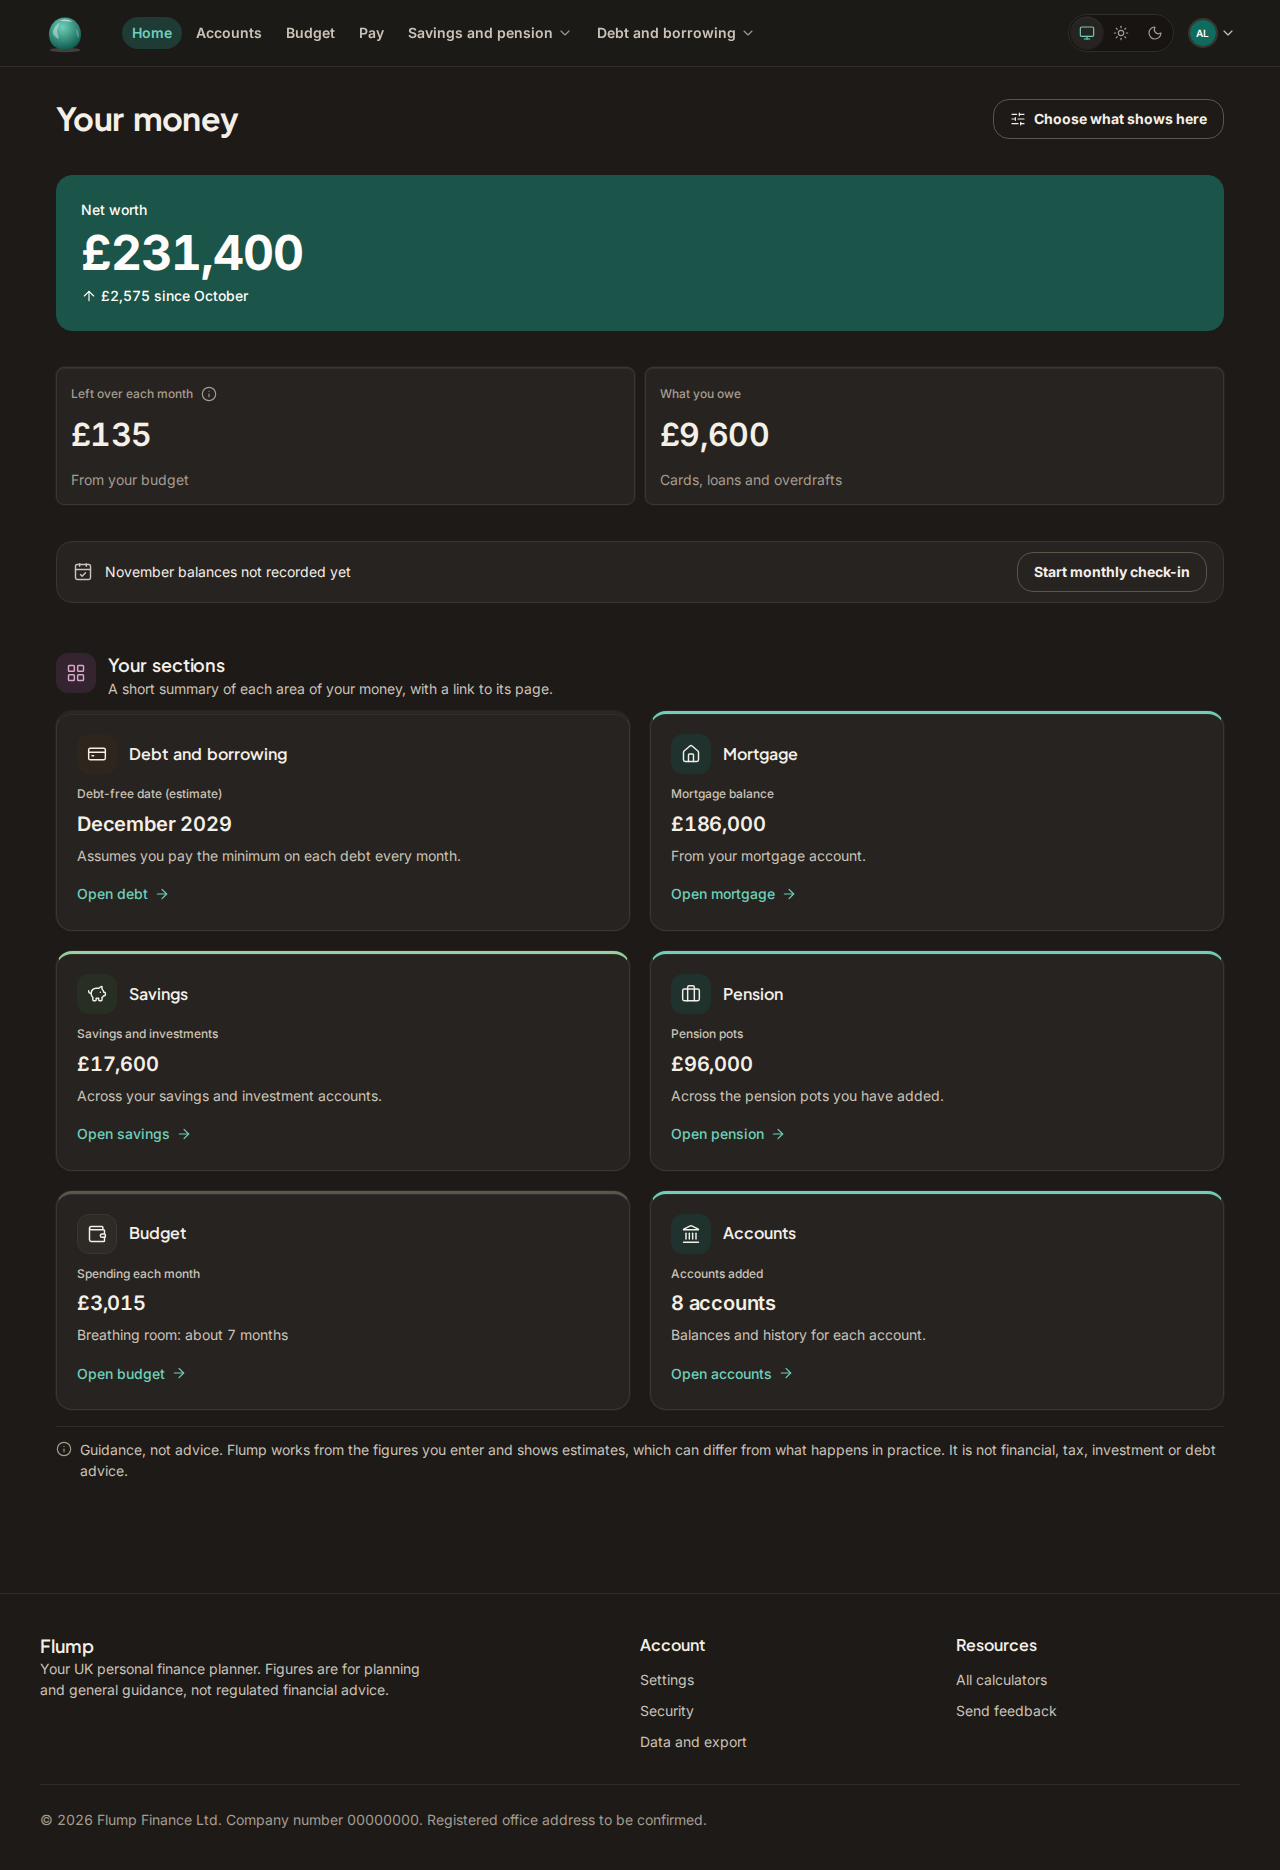 Home
Accounts
Budget
Pay
Savings and pension
Debt and borrowing
AL
Your money
Choose what shows here
Net worth
£231,400
£2,575 since October
Left over each month
£135
From your budget
What you owe
£9,600
Cards, loans and overdrafts
November balances not recorded yet
Start monthly check-in
Your sections
A short summary of each area of your money, with a link to its page.
Debt and borrowing
Debt-free date (estimate)
December 2029
Assumes you pay the minimum on each debt every month.
Open debt
Mortgage
Mortgage balance
£186,000
From your mortgage account.
Open mortgage
Savings
Savings and investments
£17,600
Across your savings and investment accounts.
Open savings
Pension
Pension pots
£96,000
Across the pension pots you have added.
Open pension
Budget
Spending each month
£3,015
Breathing room: about 7 months
Open budget
Accounts
Accounts added
8 accounts
Balances and history for each account.
Open accounts
Guidance, not advice. Flump works from the figures you enter and shows estimates, which can differ from what happens in practice. It is not financial, tax, investment or debt
advice.
Flump
Your UK personal finance planner. Figures are for planning
and general guidance, not regulated financial advice.
Account
Settings
Security
Data and export
Resources
All calculators
Send feedback
© 2026 Flump Finance Ltd. Company number 00000000. Registered office address to be confirmed.